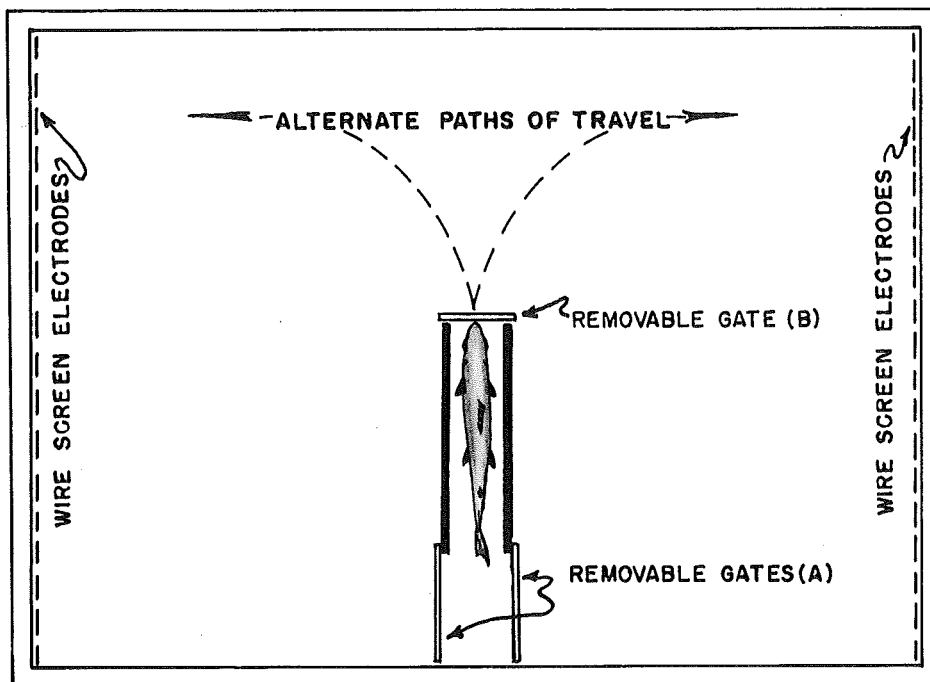 ALTERNATE PATHS OF TRAVEL
WIRE SCREEN ELECTRODES
WIRE SCREEN ELECTRODES
REMOVABLE GATE (B)
REMOVABLE GATES (A)